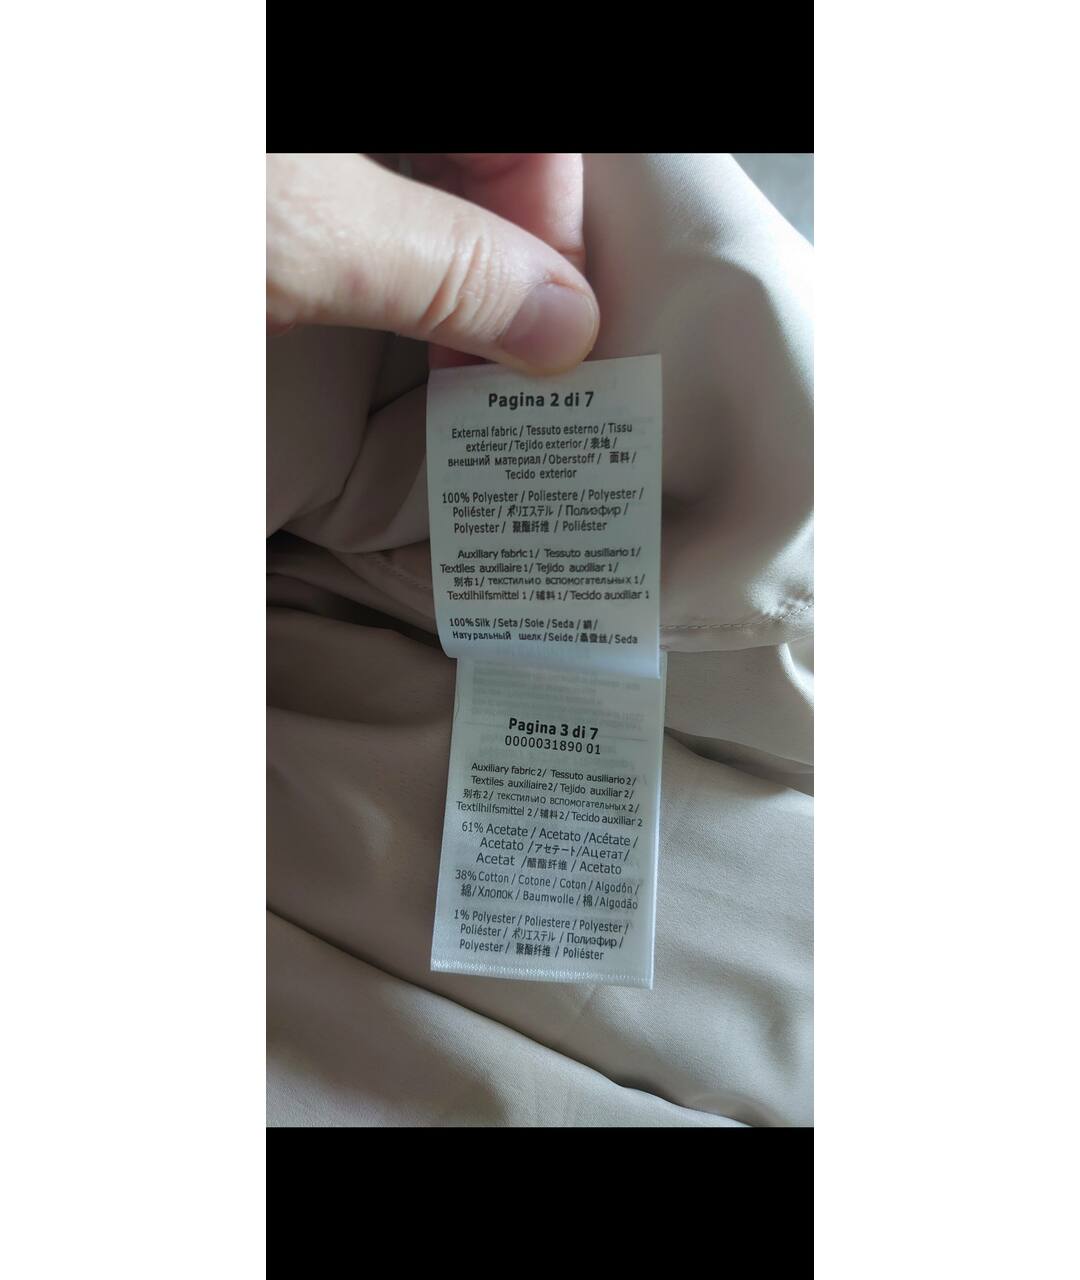 Pagina 2 di 7
External fabric / Tessuto esterno / Tissu
extérieur / Tejido exterior / 表地 /
внешний материал / Oberstoff / 面料 /
Tecido exterior
100% Polyester / Poliestere / Polyester /
Poliéster / ポリエステル / Полиэфир /
Polyester / 聚酯纤维 / Poliéster
Auxiliary fabric 1/ Tessuto ausiliario 1/
Textiles auxiliaire 1/ Tejido auxiliar 1/
別布 1/ текстильно вспомогательных 1/
Textilhilfsmittel 1 / 辅料 1/ Tecido auxiliar 1
100% Silk / Seta / Soie / Seda / 絹 /
Натуральный шелк / Seide / 桑蚕丝 / Seda
Pagina 3 di 7
0000031890 01
Auxiliary fabric 2/ Tessuto ausiliario 2/
Textiles auxiliaire 2/ Tejido auxiliar 2/
別布 2/ текстильно вспомогательных 2/
Textilhilfsmittel 2 / 辅料 2/ Tecido auxiliar 2
61% Acetate / Acetato /Acétate /
Acetato /アセテート/Ацетат/
Acetat /醋酯纤维 / Acetato
38% Cotton / Cotone / Coton / Algodón /
綿/ Хлопок / Baumwolle / 棉 /Algodão
1% Polyester / Poliestere / Polyester /
Poliéster / ポリエステル / Полиэфир /
Polyester / 聚酯纤维 / Poliéster